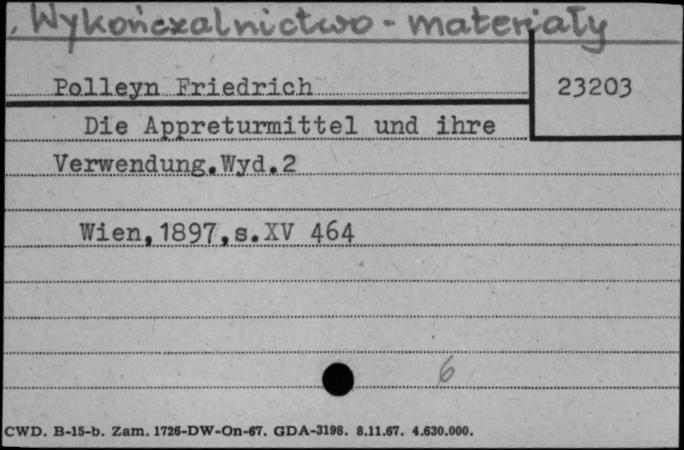 Wykończalnictwo - materiały
Polleyn Friedrich
23203
Die Appreturmittel und ihre
Verwendung.Wyd.2
Wien,1897,s.XV 464
6
CWD. B-15-b. Zam. 1726-DW-On-67. GDA-3198. 8.11.67. 4.630.000.